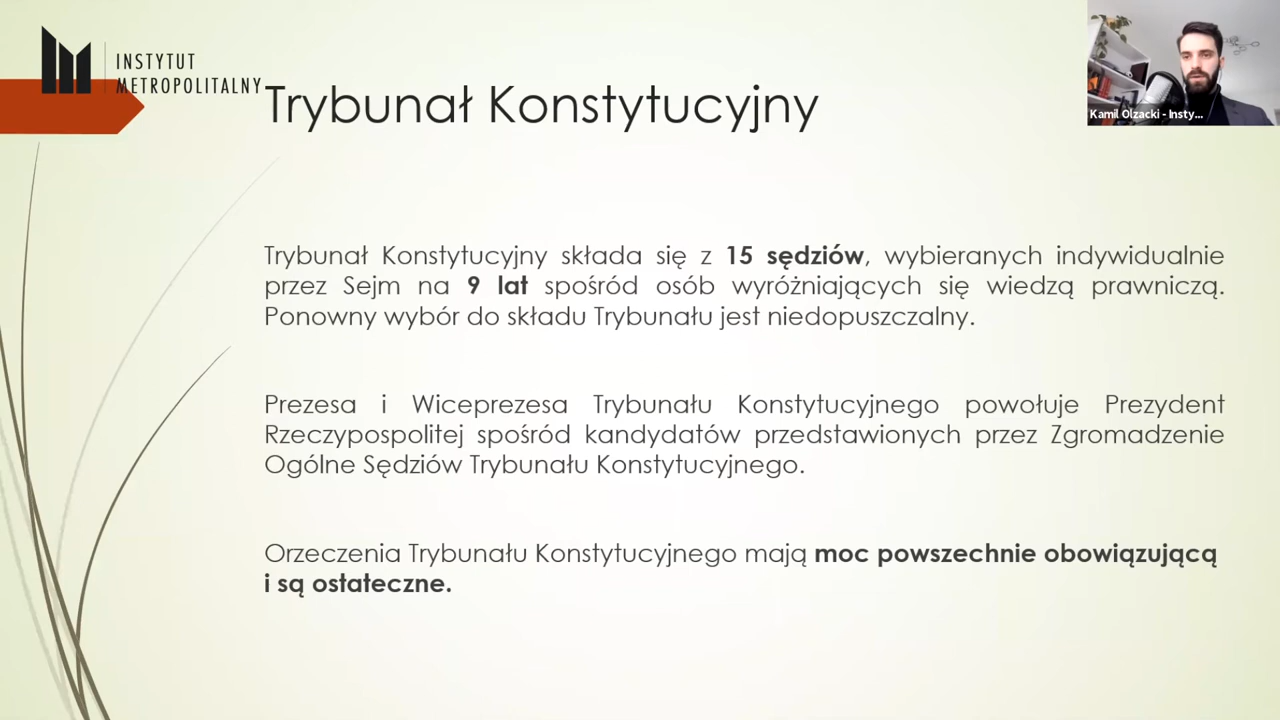 INSTYTUT
METROPOLITALNY
Trybunał Konstytucyjny
Kamil Olzacki - Insty...
Trybunał Konstytucyjny składa się z 15 sędziów, wybieranych indywidualnie
przez Sejm na 9 lat spośród osób wyróżniających się wiedzą prawniczą.
Ponowny wybór do składu Trybunału jest niedopuszczalny.
Prezesa i Wiceprezesa Trybunału Konstytucyjnego powołuje Prezydent
Rzeczypospolitej spośród kandydatów przedstawionych przez Zgromadzenie
Ogólne Sędziów Trybunału Konstytucyjnego.
Orzeczenia Trybunału Konstytucyjnego mają moc powszechnie obowiązującą
i są ostateczne.